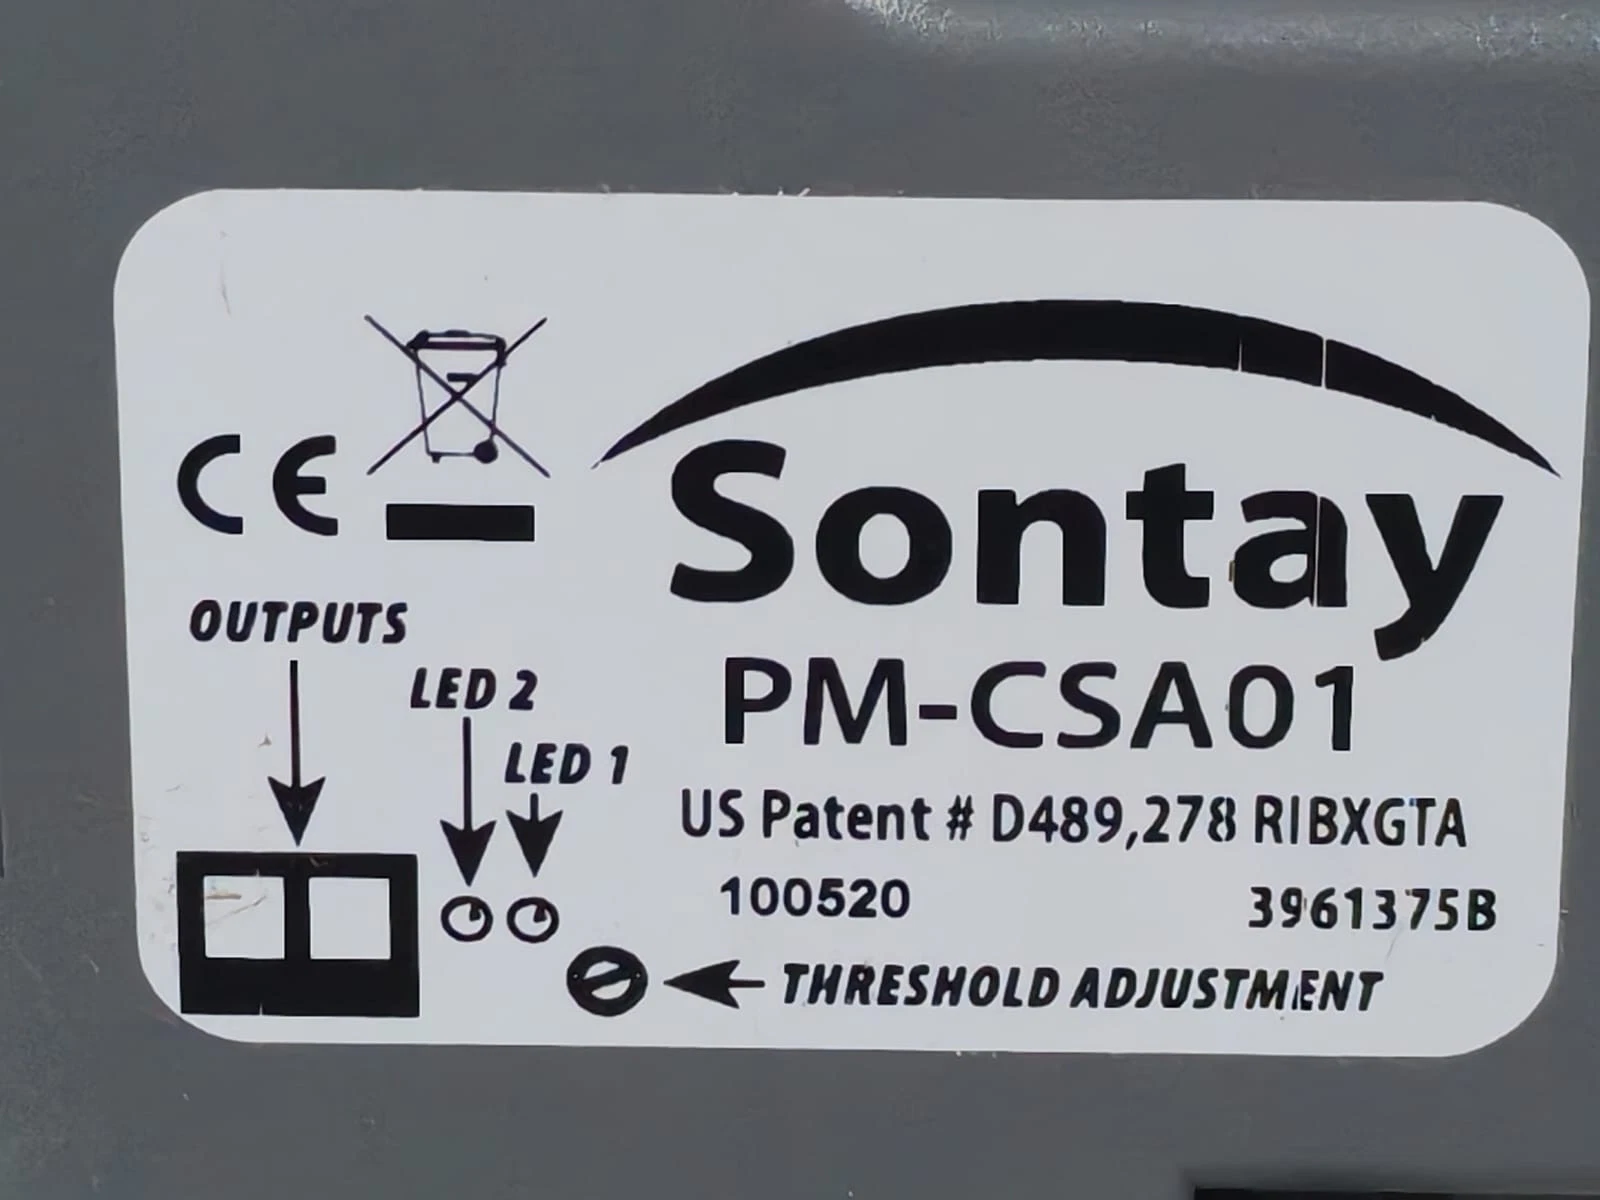 CE
Sontay
OUTPUTS
LED 2
PM-CSA01
LED 1
US Patent # D489,278 RIBXGTA
100520 3961375B
THRESHOLD ADJUSTMENT